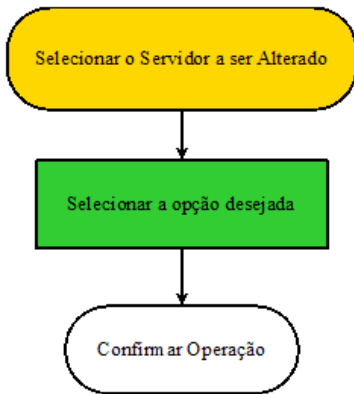 Selecionar o Servidor a ser Alterado
Selecionar a opção desejada
Confirmar Operação